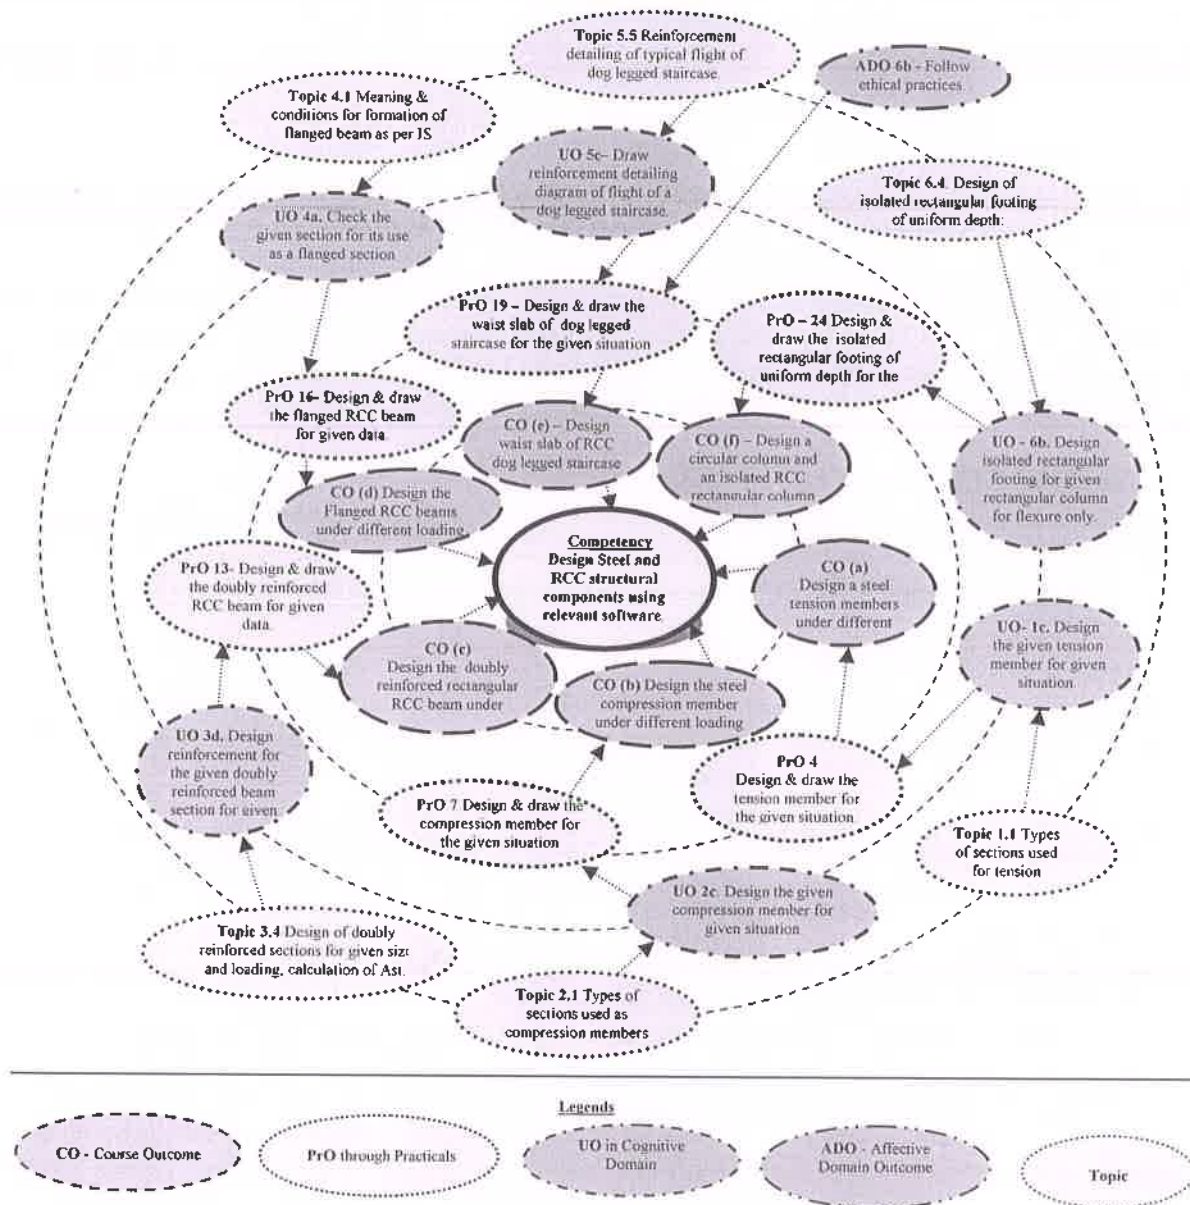 Topic 5.5 Reinforcement
detailing of typical flight of
dog legged staircase
ADO 6b - Follow
ethical practices.
Topic 4.1 Meaning &
conditions for formation of
flanged beam as per IS
UO 5c– Draw
reinforcement detailing
diagram of flight of a
dog legged staircase.
Topic 6.4. Design of
isolated rectangular footing
of uniform depth:
UO 4a. Check the
given section for its use
as a flanged section
PrO 19 – Design & draw the
waist slab of dog legged
staircase for the given situation
PrO – 24 Design &
draw the isolated
rectangular footing of
uniform depth for the
PrO 16– Design & draw
the flanged RCC beam
for given data.
CO (e) – Design
waist slab of RCC
dog legged staircase
CO (f) – Design a
circular column and
an isolated RCC
rectangular column
UO - 6b. Design
isolated rectangular
footing for given
rectangular column
for flexure only.
CO (d) Design the
Flanged RCC beams
under different loading.
Competency
Design Steel and
RCC structural
components using
relevant software
PrO 13- Design & draw
the doubly reinforced
RCC beam for given
data.
CO (a)
Design a steel
tension members
under different
UO- 1c. Design
the given tension
member for given
situation.
CO (c)
Design the doubly
reinforced rectangular
RCC beam under
CO (b) Design the steel
compression member
under different loading
UO 3d. Design
reinforcement for
the given doubly
reinforced beam
section for given
PrO 4
Design & draw the
tension member for
the given situation.
PrO 7 Design & draw the
compression member for
the given situation
Topic 1.1 Types
of sections used
for tension
UO 2c. Design the given
compression member for
given situation
Topic 3.4 Design of doubly
reinforced sections for given size
and loading, calculation of Ast.
Topic 2.1 Types of
sections used as
compression members
Legends
CO - Course Outcome
PrO through Practicals
UO in Cognitive
Domain
ADO - Affective
Domain Outcome
Topic